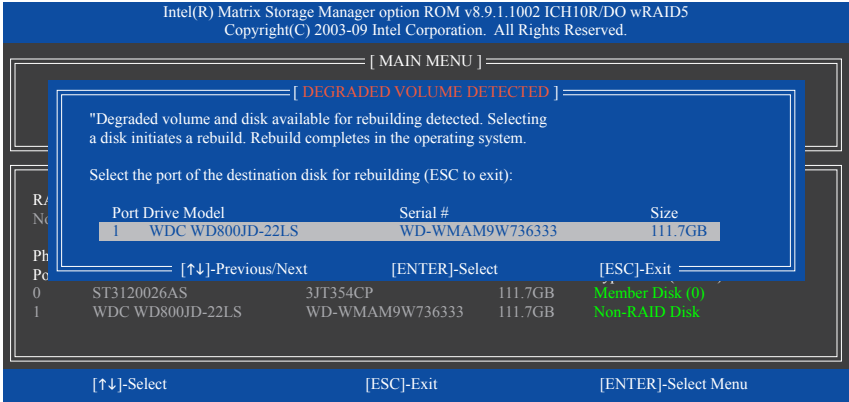 Intel(R) Matrix Storage Manager option ROM v8.9.1.1002 ICH10R/DO wRAID5
Copyright(C) 2003-09 Intel Corporation. All Rights Reserved.
[ MAIN MENU ]
[ DEGRADED VOLUME DETECTED ]
"Degraded volume and disk available for rebuilding detected. Selecting
a disk initiates a rebuild. Rebuild completes in the operating system.
Select the port of the destination disk for rebuilding (ESC to exit):
Port Drive Model Serial # Size
1 WDC WD800JD-22LS WD-WMAM9W736333 111.7GB
[↑↓]-Previous/Next [ENTER]-Select [ESC]-Exit
0 ST3120026AS 3JT354CP 111.7GB Member Disk (0)
1 WDC WD800JD-22LS WD-WMAM9W736333 111.7GB Non-RAID Disk
[↑↓]-Select [ESC]-Exit [ENTER]-Select Menu